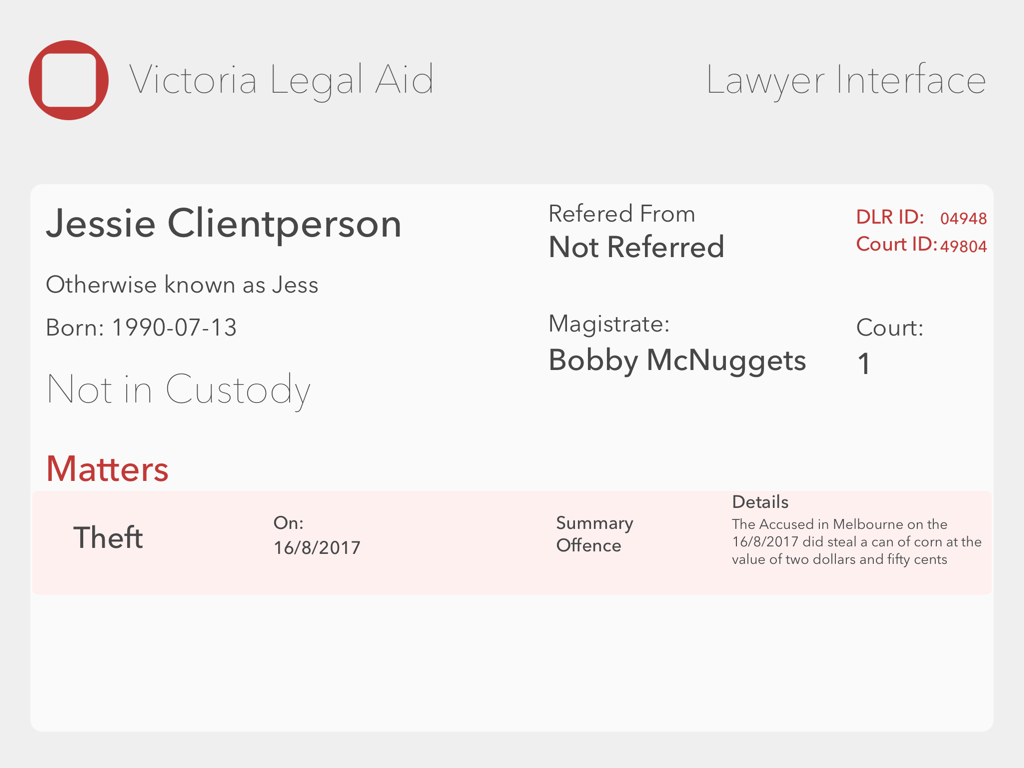 Victoria Legal Aid
Lawyer Interface
Jessie Clientperson
Otherwise known as Jess
Born: 1990-07-13
Not in Custody
Refered From
Not Referred
Magistrate:
Bobby McNuggets
DLR ID: 04948
Court ID: 49804
Court:
1
Matters
Theft
On:
16/8/2017
Summary
Offence
Details
The Accused in Melbourne on the
16/8/2017 did steal a can of corn at the
value of two dollars and fifty cents